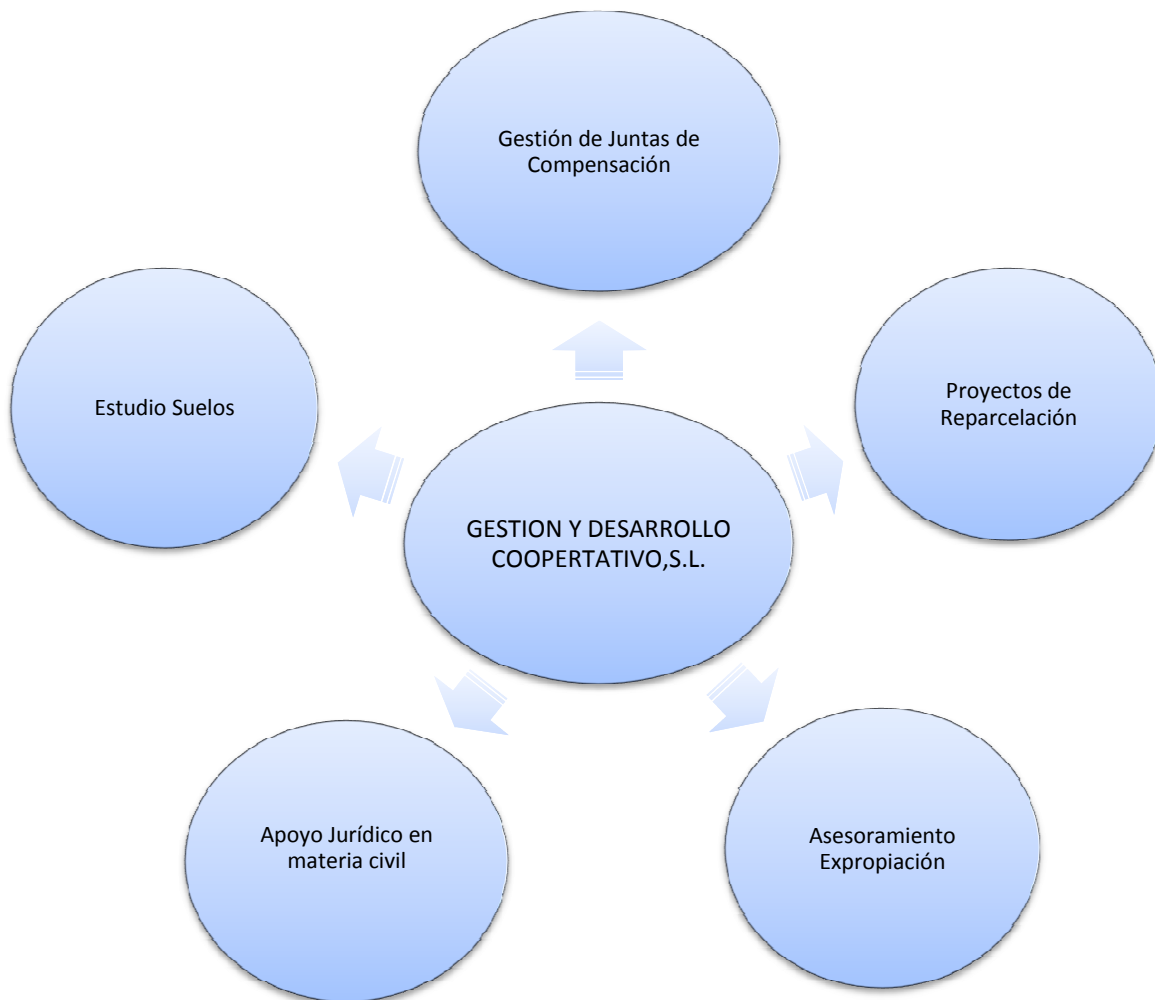 Gestión de Juntas de
Compensación
Estudio Suelos
Proyectos de
Reparcelación
GESTION Y DESARROLLO
COOPERTATIVO,S.L.
Apoyo Jurídico en
materia civil
Asesoramiento
Expropiación